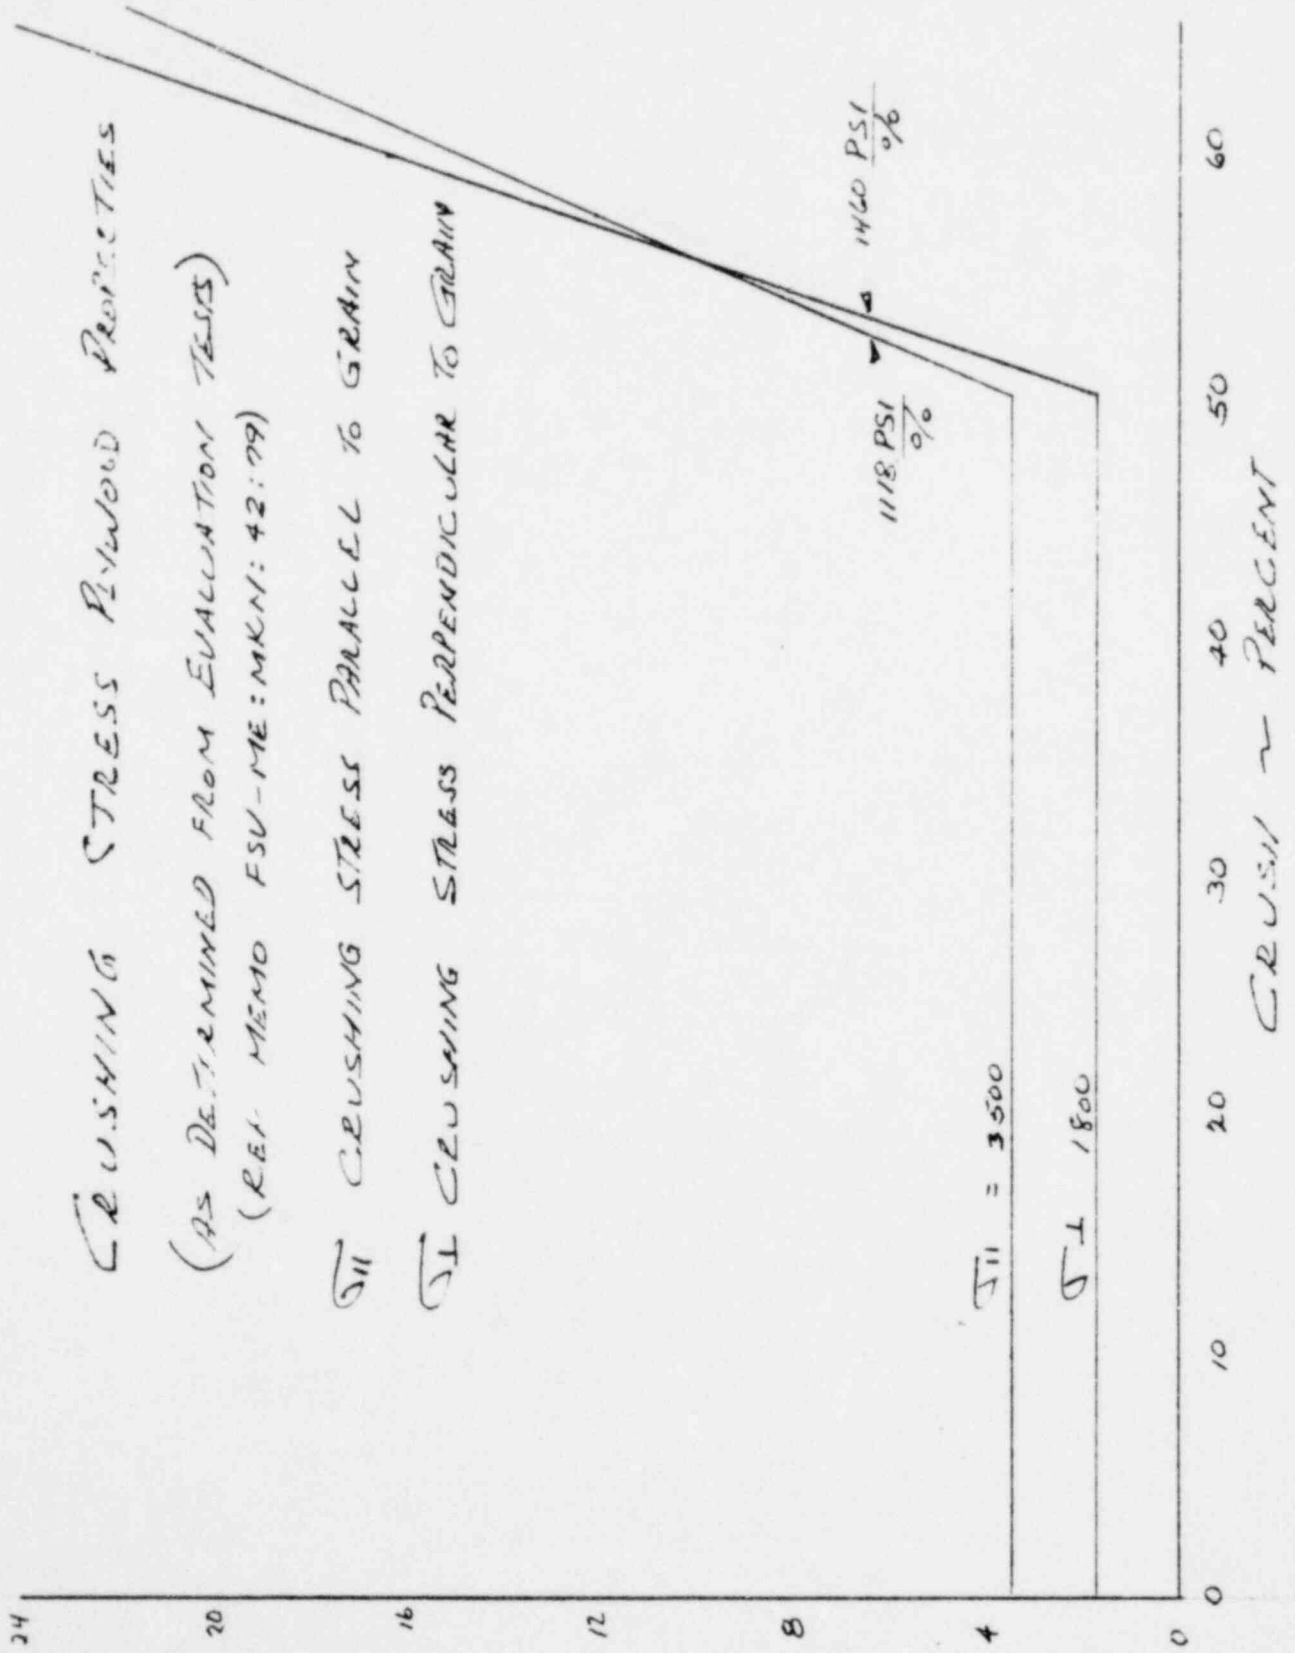 CRUSHING STRESS PLYWOOD PROPERTIES
(AS DETERMINED FROM EVALUATION TESTS)
(REF. MEMO FSV-ME:MKN:42:79)
σ∥ CRUSHING STRESS PARALLEL TO GRAIN
σ⊥ CRUSHING STRESS PERPENDICULAR TO GRAIN
24
20
16
12
8
4
0
1460 PSI
%
1118 PSI
%
σ∥ = 3500
σ⊥ 1800
0 10 20 30 40 50 60
CRUSH ~ PERCENT